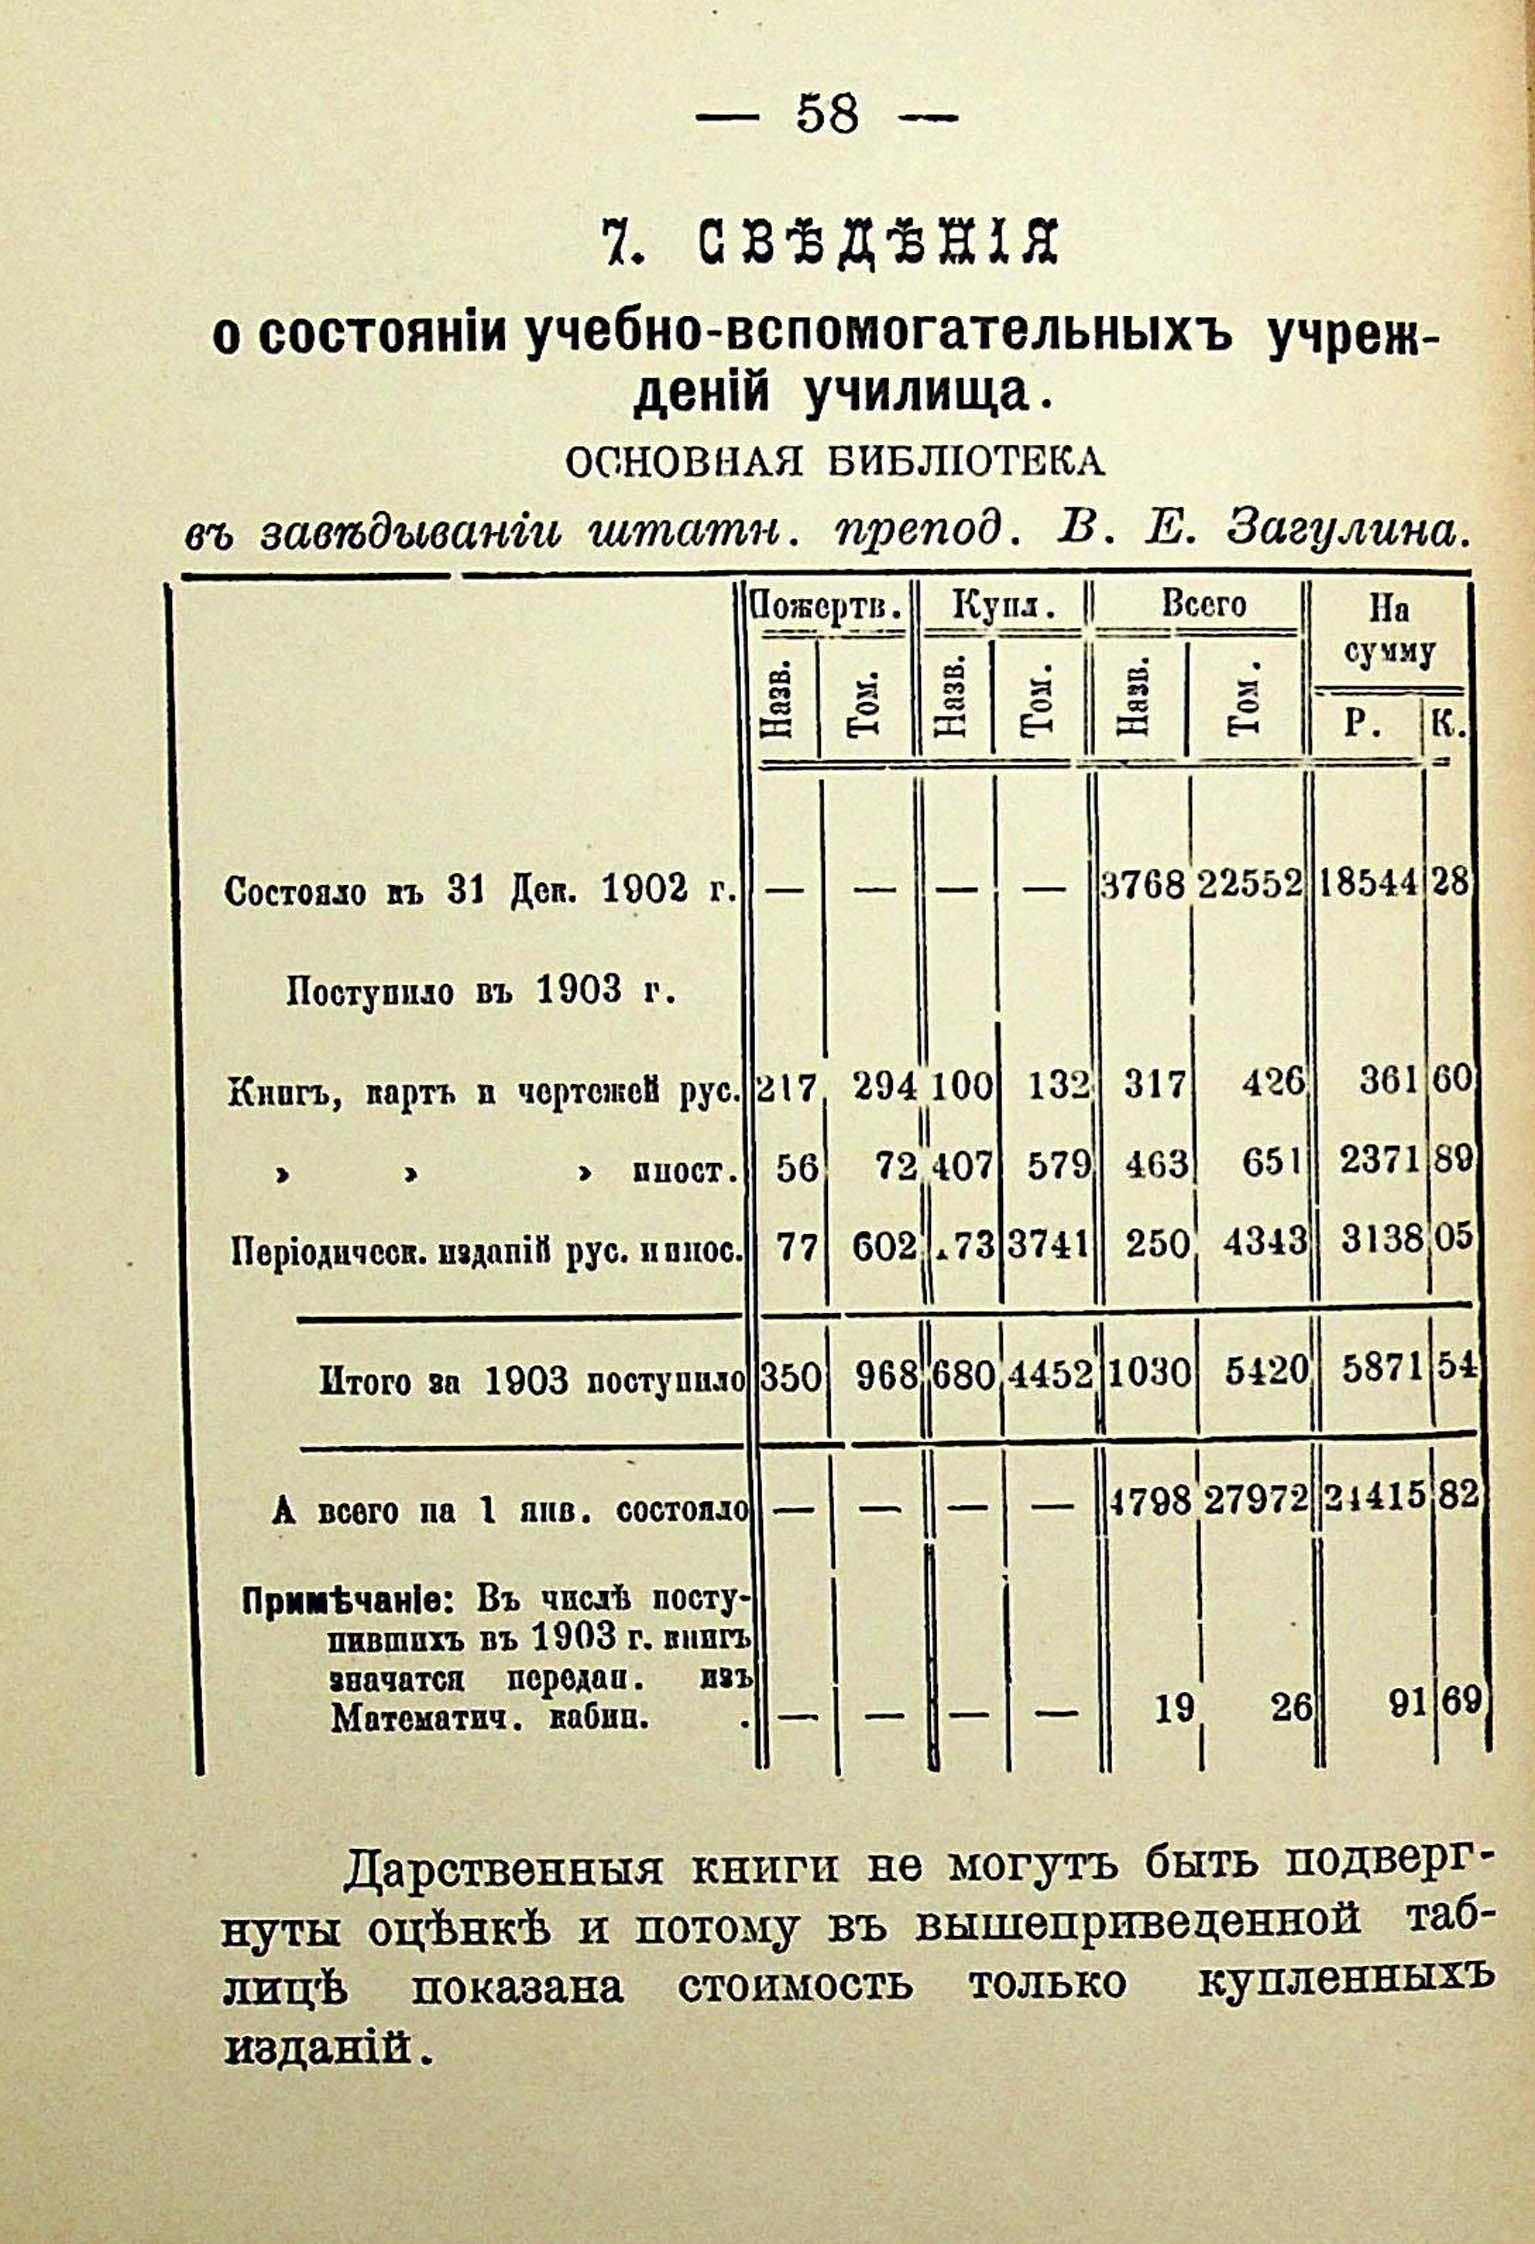 — 58 —
7. СВѢДѢНІЯ
о состояніи учебно-вспомогательныхъ учреж-
деній училища.
ОСНОВНАЯ БИБЛІОТЕКА
въ завѣдываніи штатн. препод. В. Е. Загулина.
Пожертв. Купл. Всего На
сумму
Назв. Том. Назв. Том. Назв. Том. Р. К.
Состояло къ 31 Дек. 1902 г. — — — — 3768 22552 18544 28
Поступило въ 1903 г.
Книгъ, картъ и чертежей рус. 217 294 100 132 317 426 361 60
» » » иност. 56 72 407 579 463 651 2371 89
Періодическ. изданій рус. и инос. 77 602 73 3741 250 4343 3138 05
Итого за 1903 поступило 350 968 680 4452 1030 5420 5871 54
А всего на 1 янв. состояло — — — — 4798 27972 24415 82
Примѣчаніе: Въ числѣ посту-
пившихъ въ 1903 г. книгъ
значатся передан. изъ
Математич. кабин. . — — — — 19 26 91 69
Дарственныя книги не могутъ быть подверг-
нуты оцѣнкѣ и потому въ вышеприведенной таб-
лицѣ показана стоимость только купленныхъ
изданій.